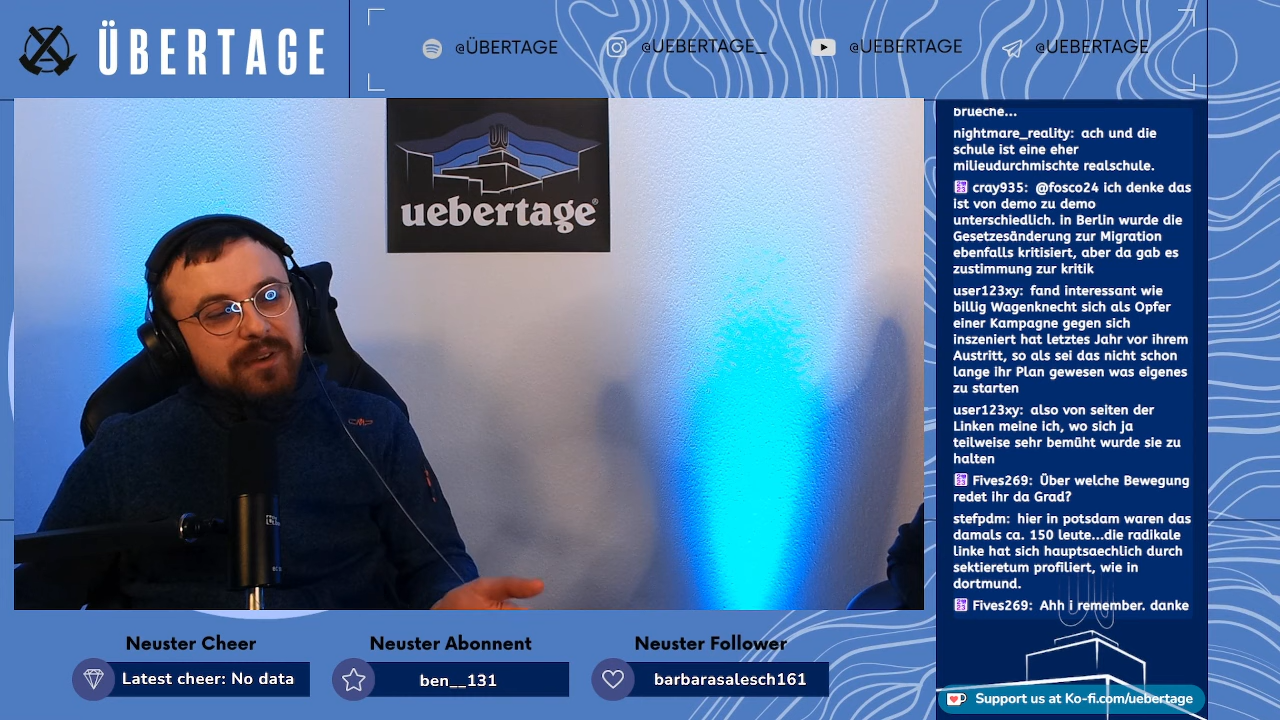 ÜBERTAGE
@ÜBERTAGE
@UEBERTAGE_
@UEBERTAGE
@UEBERTAGE
uebertage®
brueche...
nightmare_reality: ach und die
schule ist eine eher
milieudurchmischte realschule.
cray935: @fosco24 ich denke das
ist von demo zu demo
unterschiedlich. in Berlin wurde die
Gesetzesänderung zur Migration
ebenfalls kritisiert, aber da gab es
zustimmung zur kritik
user123xy: fand interessant wie
billig Wagenknecht sich als Opfer
einer Kampagne gegen sich
inszeniert hat letztes Jahr vor ihrem
Austritt, so als sei das nicht schon
lange ihr Plan gewesen was eigenes
zu starten
user123xy: also von seiten der
Linken meine ich, wo sich ja
teilweise sehr bemüht wurde sie zu
halten
Fives269: Über welche Bewegung
redet ihr da Grad?
stefpdm: hier in potsdam waren das
damals ca. 150 leute...die radikale
linke hat sich hauptsaechlich durch
sektieretum profiliert, wie in
dortmund.
Fives269: Ahh i remember. danke
Neuster Cheer
Latest cheer: No data
Neuster Abonnent
ben__131
Neuster Follower
barbarasalesch161
Support us at Ko-fi.com/uebertage